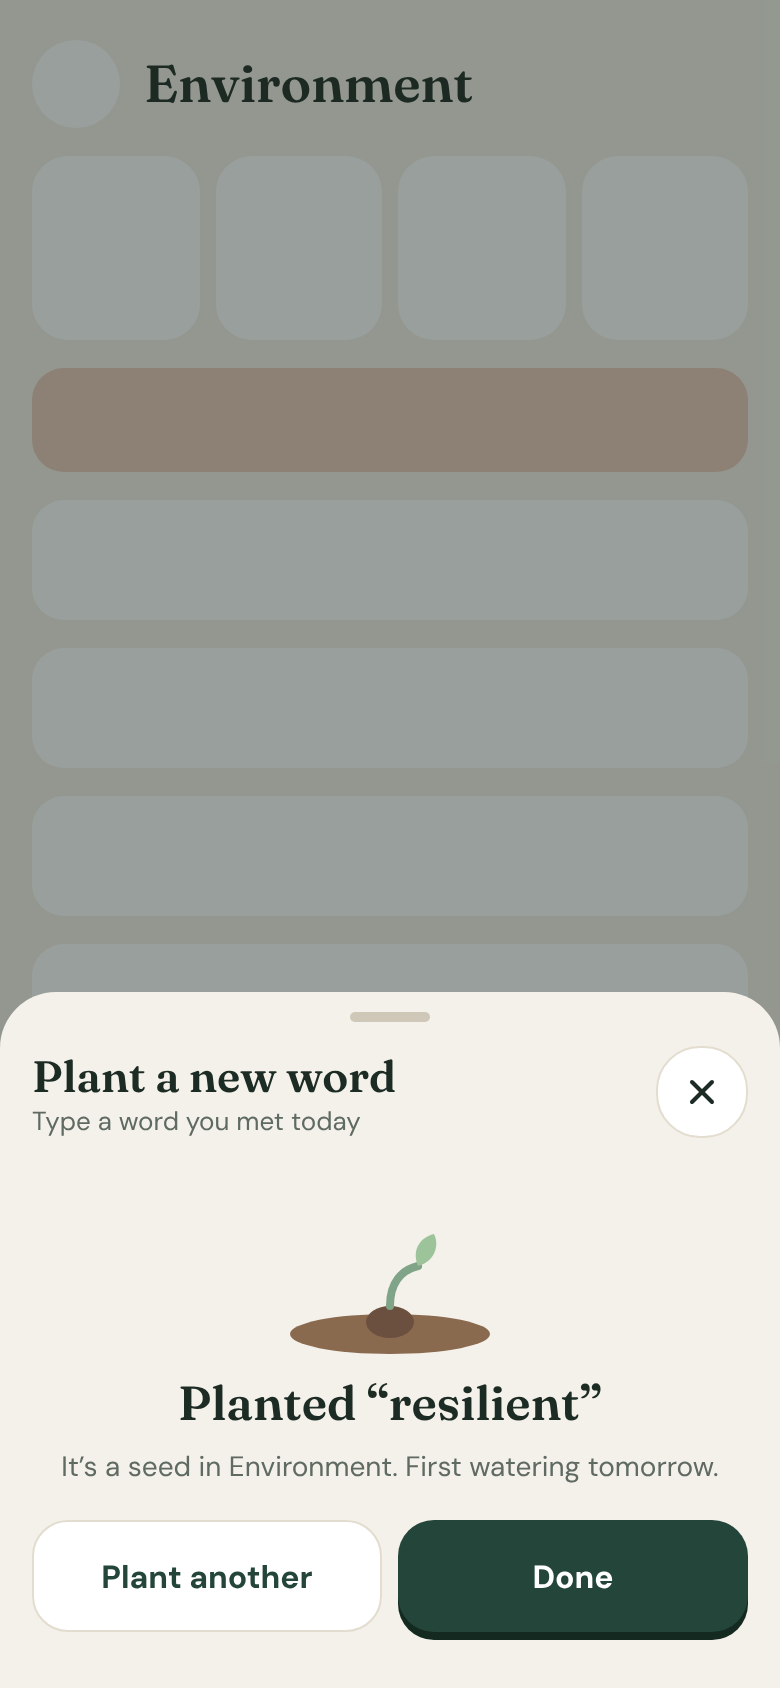 Environment
Plant a new word
Type a word you met today
Planted “resilient”
It’s a seed in Environment. First watering tomorrow.
Plant another
Done